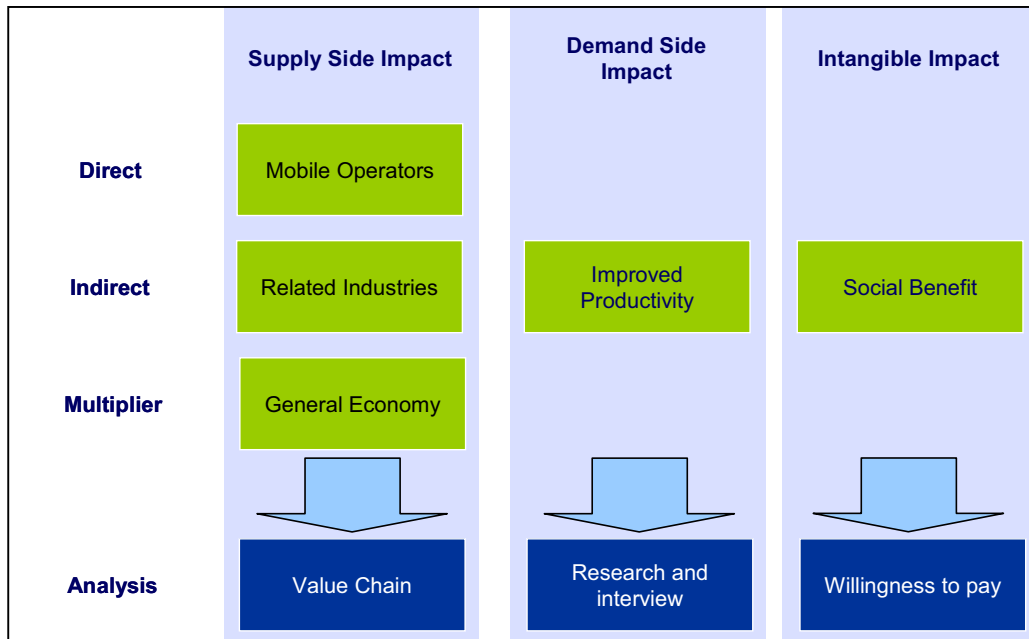 Supply Side Impact
Demand Side
Impact
Intangible Impact
Direct
Mobile Operators
Indirect
Related Industries
Improved
Productivity
Social Benefit
Multiplier
General Economy
Analysis
Value Chain
Research and
interview
Willingness to pay